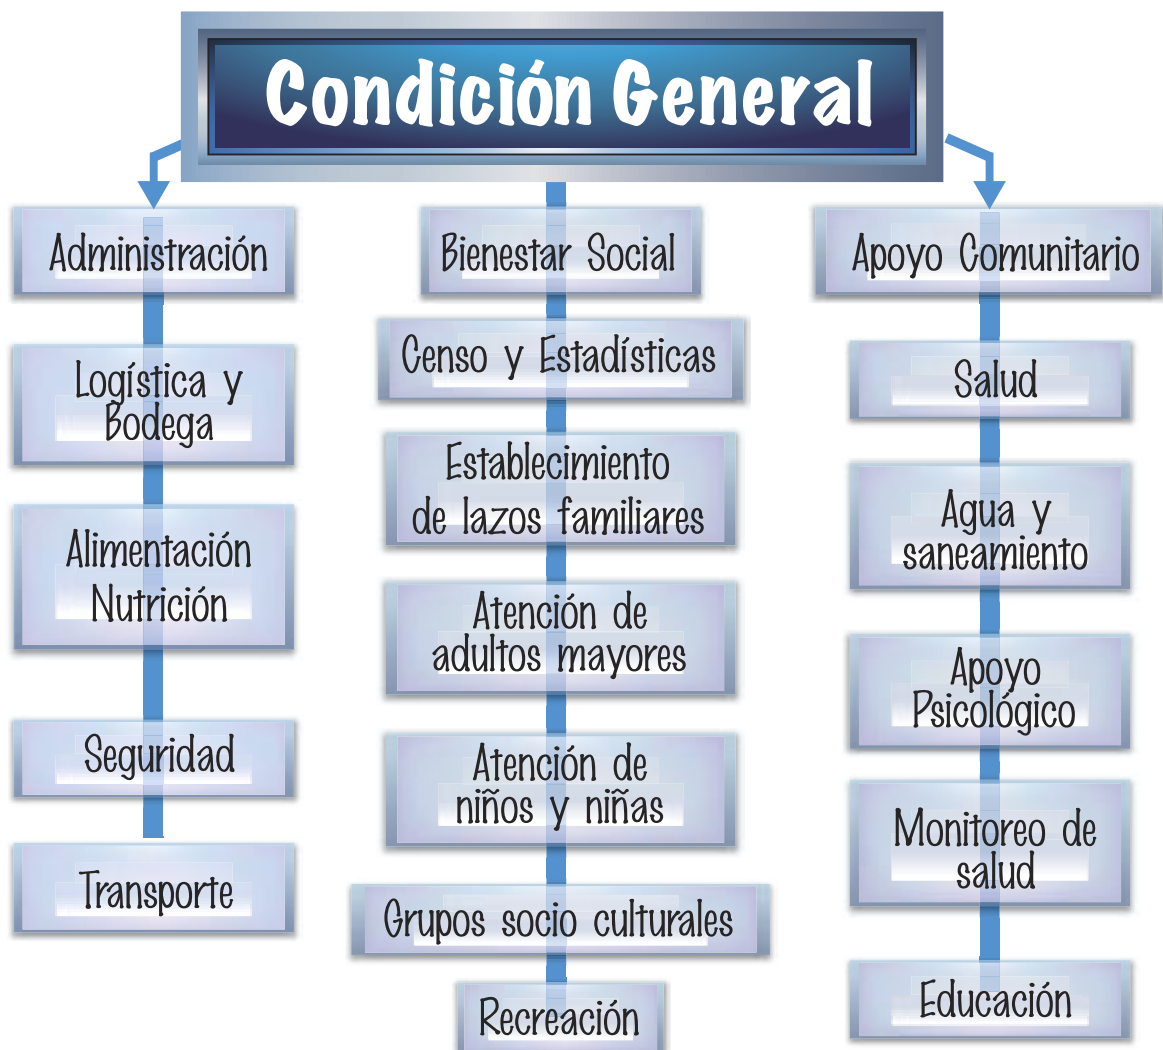 Condición General
Administración
Logística y
Bodega
Alimentación
Nutrición
Seguridad
Transporte
Bienestar Social
Censo y Estadísticas
Establecimiento
de lazos familiares
Atención de
adultos mayores
Atención de
niños y niñas
Grupos socio culturales
Recreación
Apoyo Comunitario
Salud
Agua y
saneamiento
Apoyo
Psicológico
Monitoreo de
salud
Educación